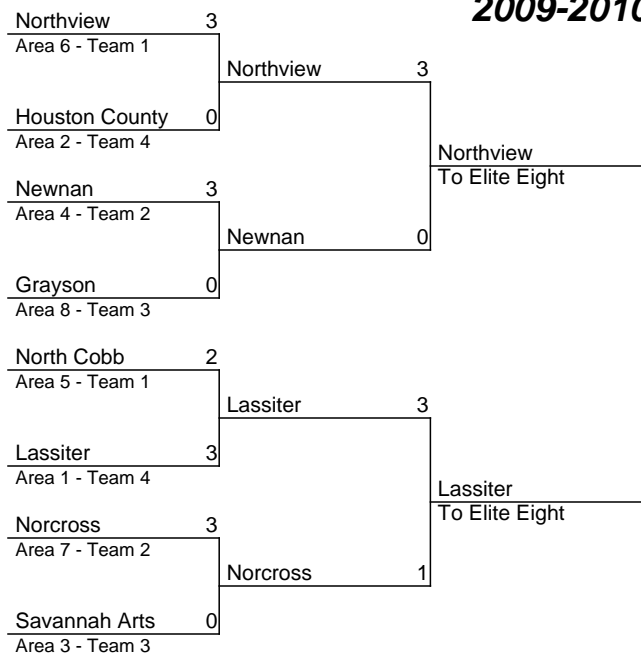 2009-2010
Northview 3
Area 6 - Team 1
Northview 3
Houston County 0
Area 2 - Team 4
Northview
To Elite Eight
Newnan 3
Area 4 - Team 2
Newnan 0
Grayson 0
Area 8 - Team 3
North Cobb 2
Area 5 - Team 1
Lassiter 3
Lassiter 3
Area 1 - Team 4
Lassiter
To Elite Eight
Norcross 3
Area 7 - Team 2
Norcross 1
Savannah Arts 0
Area 3 - Team 3